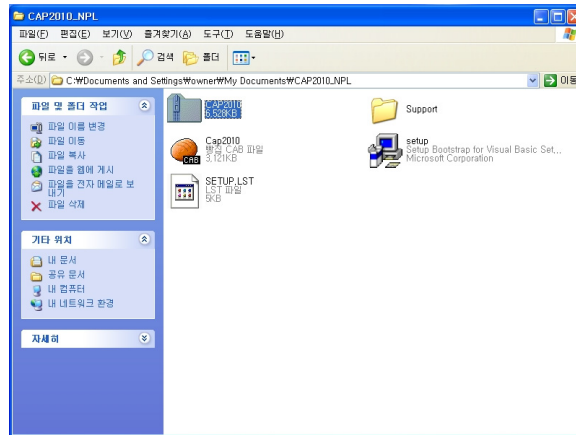 CAP2010_NPL
파일(F) 편집(E) 보기(V) 즐겨찾기(A) 도구(T) 도움말(H)
뒤로 검색 폴더
주소(D) C:₩Documents and Settings₩owner₩My Documents₩CAP2010_NPL 이동
파일 및 폴더 작업
파일 이름 바꾸기
파일 이동
파일 복사
파일을 웹에 게시
파일을 전자 메일로 보
내기
파일 삭제
기타 위치
내 문서
공유 문서
내 컴퓨터
내 네트워크 환경
자세히
CAP2010
6,528KB
Support
Cap2010
빵집 CAB 파일
3,121KB
CAB
setup
Setup Bootstrap for Visual Basic Set...
Microsoft Corporation
SETUP.LST
LST 파일
5KB